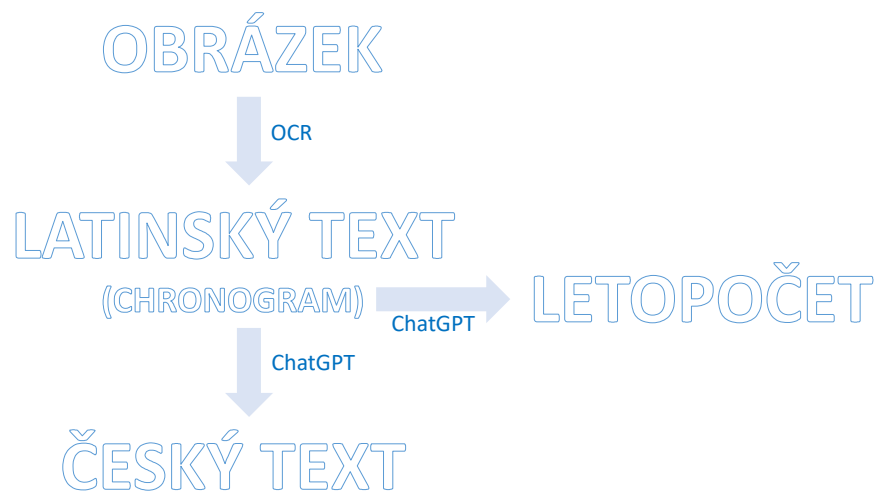 OBRÁZEK
OCR
LATINSKÝ TEXT
(CHRONOGRAM)
ChatGPT
LETOPOČET
ChatGPT
ČESKÝ TEXT